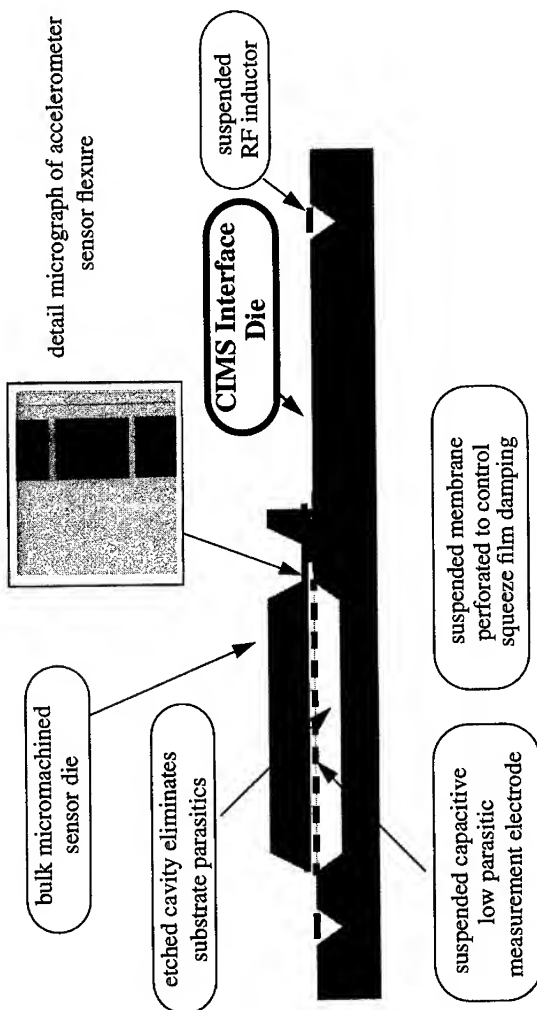 detail micrograph of accelerometer
sensor flexure
bulk micromachined
sensor die
suspended
RF inductor
CIMS Interface
Die
etched cavity eliminates
substrate parasitics
suspended capacitive
low parasitic
measurement electrode
suspended membrane
perforated to control
squeeze film damping